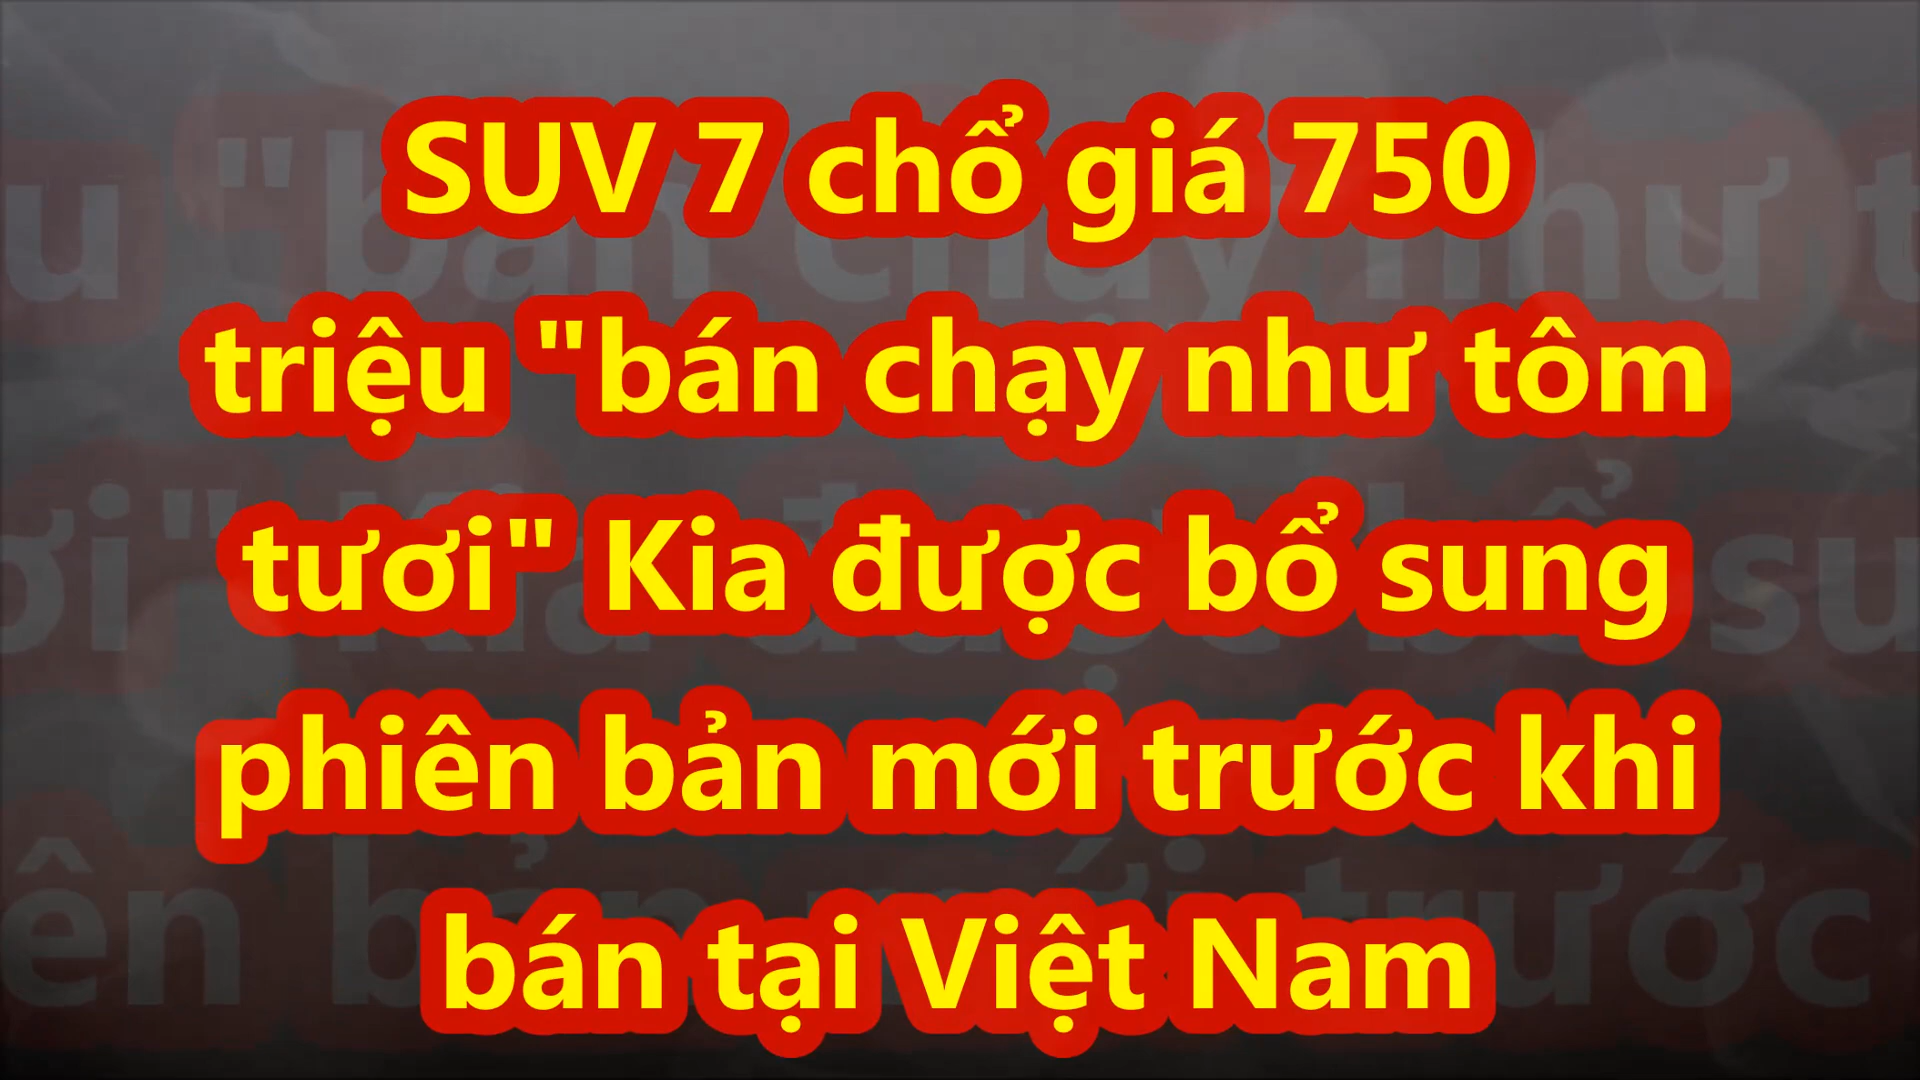 SUV 7 chổ giá 750
triệu "bán chạy như tôm
tươi" Kia được bổ sung
phiên bản mới trước khi
bán tại Việt Nam